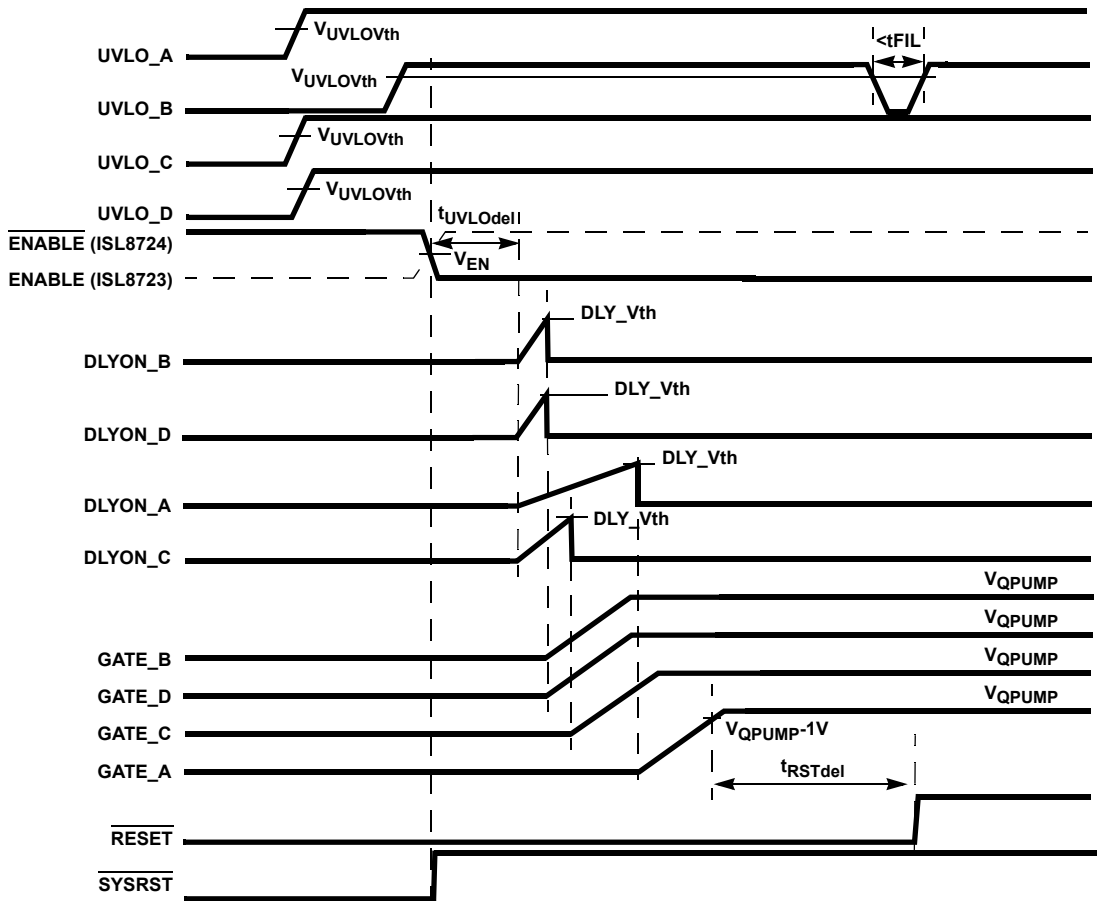 UVLO_A
VUVLOVth
<tFIL
VUVLOVth
UVLO_B
VUVLOVth
UVLO_C
VUVLOVth
UVLO_D
tUVLOdel
ENABLE (ISL8724)
VEN
ENABLE (ISL8723)
DLY_Vth
DLYON_B
DLY_Vth
DLYON_D
DLY_Vth
DLYON_A
DLY_Vth
DLYON_C
VQPUMP
VQPUMP
GATE_B
VQPUMP
GATE_D
VQPUMP
GATE_C
VQPUMP-1V
GATE_A
tRSTdel
RESET
SYSRST